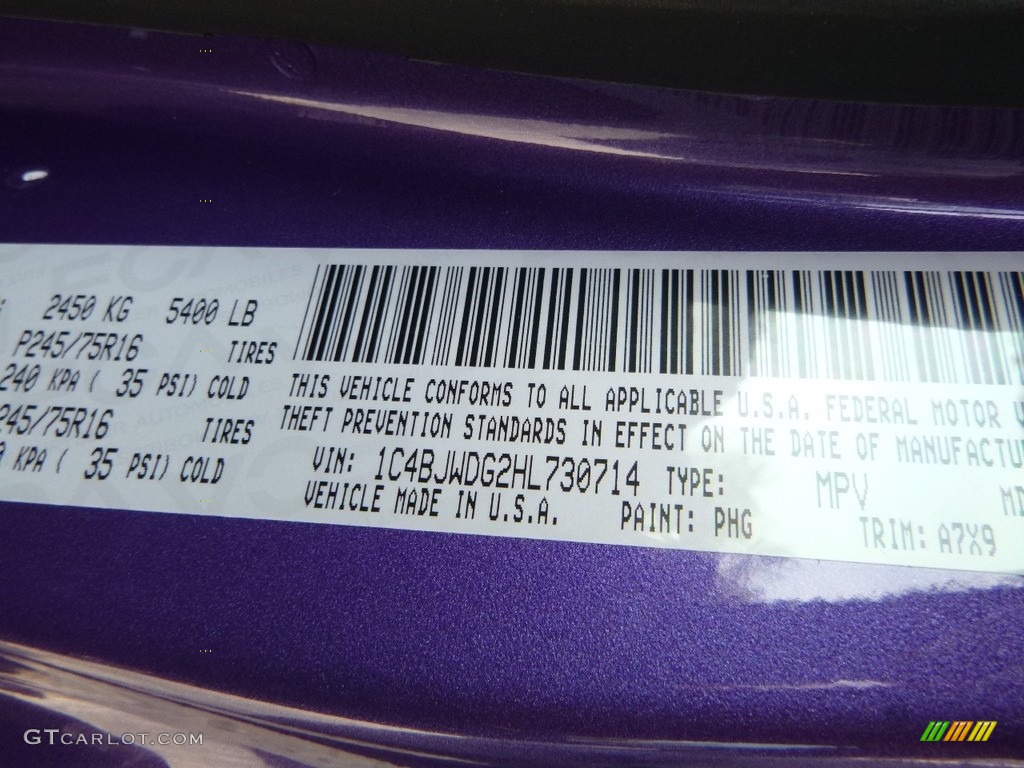 2450 KG 5400 LB
P245/75R16 TIRES
240 KPA ( 35 PSI) COLD
245/75R16 TIRES
KPA ( 35 PSI) COLD
THIS VEHICLE CONFORMS TO ALL APPLICABLE U.S.A. FEDERAL MOTOR
THEFT PREVENTION STANDARDS IN EFFECT ON THE DATE OF MANUFACTU
VIN: 1C4BJWDG2HL730714 TYPE: MPV MD
VEHICLE MADE IN U.S.A. PAINT: PHG TRIM: A7X9
GTCARLOT.COM